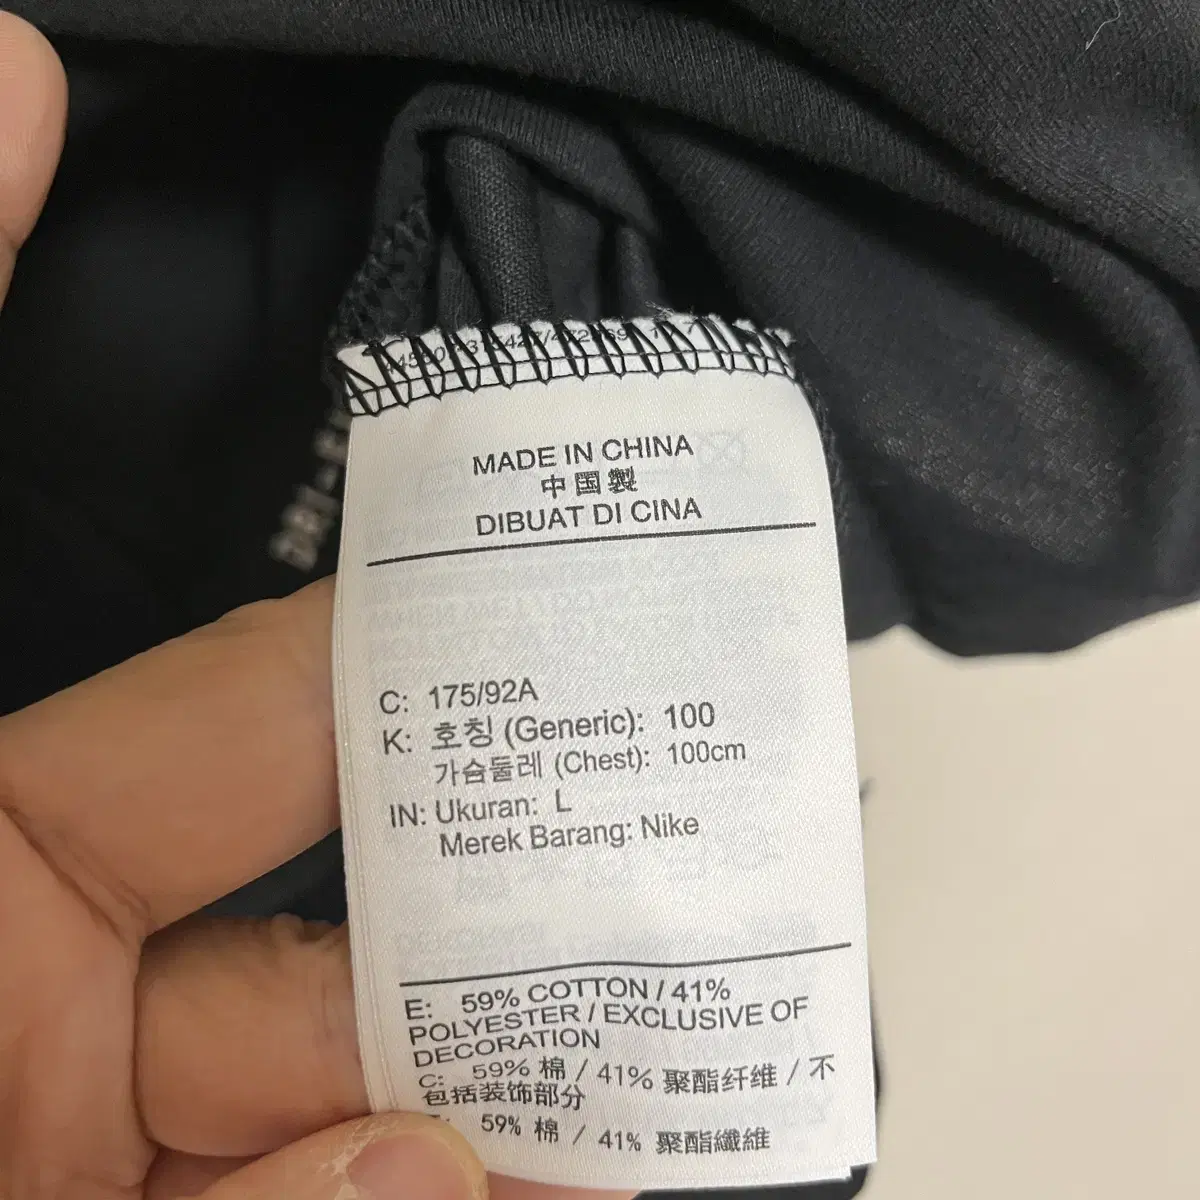 MADE IN CHINA
中国製
DIBUAT DI CINA
C: 175/92A
K: 호칭 (Generic): 100
가슴둘레 (Chest): 100cm
IN: Ukuran: L
Merek Barang: Nike
E: 59% COTTON / 41%
POLYESTER / EXCLUSIVE OF
DECORATION
C: 59% 棉 / 41% 聚酯纤维 / 不
包括装饰部分
59% 棉 / 41% 聚酯纖維